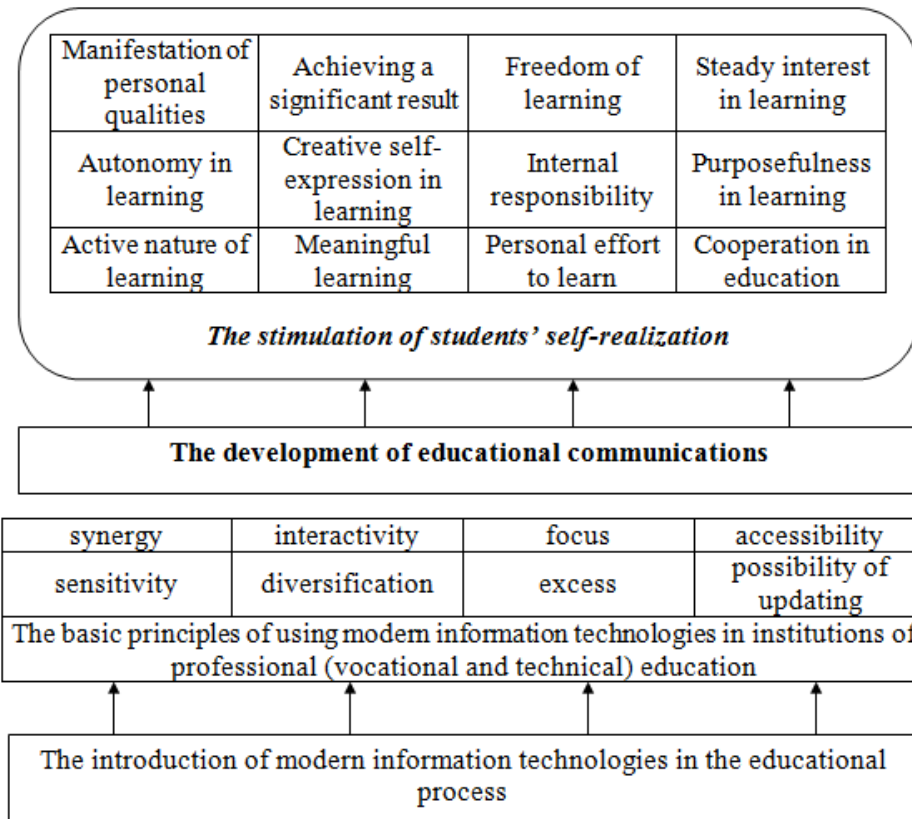 Manifestation of
personal
qualities
Achieving a
significant result
Freedom of
learning
Steady interest
in learning
Autonomy in
learning
Creative self-
expression in
learning
Internal
responsibility
Purposefulness
in learning
Active nature of
learning
Meaningful
learning
Personal effort
to learn
Cooperation in
education
The stimulation of students’ self-realization
The development of educational communications
synergy
interactivity
focus
accessibility
sensitivity
diversification
excess
possibility of
updating
The basic principles of using modern information technologies in institutions of
professional (vocational and technical) education
The introduction of modern information technologies in the educational
process